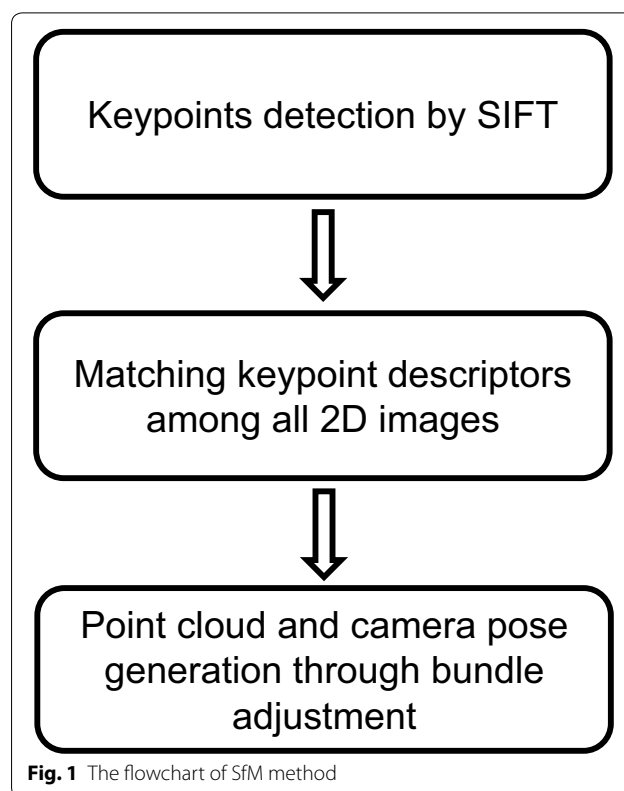 Keypoints detection by SIFT
Matching keypoint descriptors
among all 2D images
Point cloud and camera pose
generation through bundle
adjustment
Fig. 1 The flowchart of SfM method